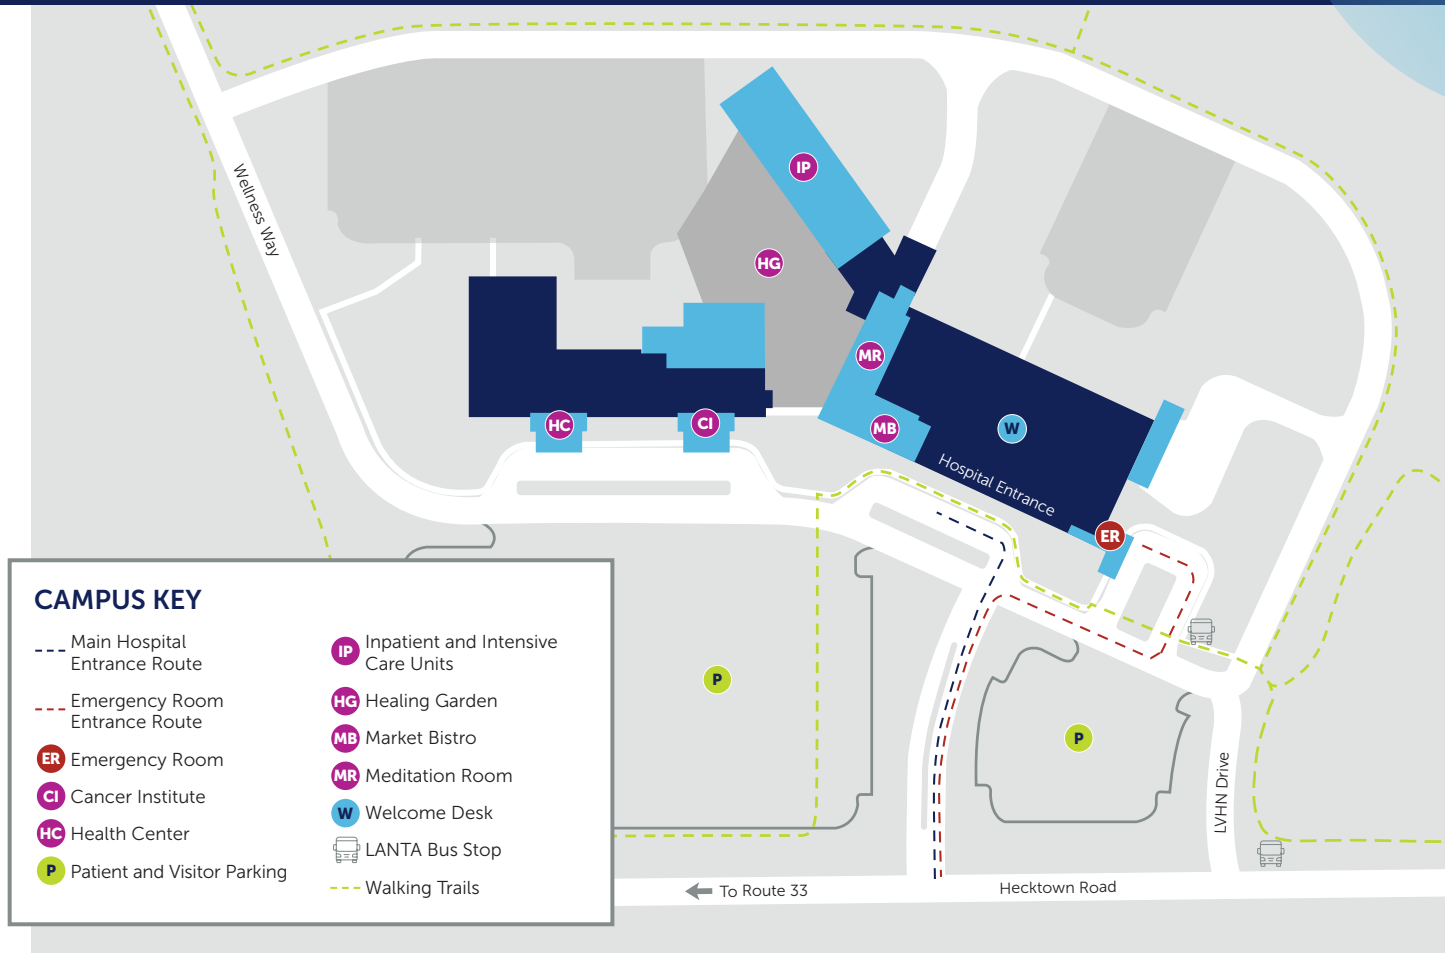 IP
Wellness Way
HG
MR
HC
CI
MB
W
Hospital Entrance
ER
P
P
LVHN Drive
To Route 33
Hecktown Road
CAMPUS KEY
Main Hospital
Entrance Route
Emergency Room
Entrance Route
ER Emergency Room
CI Cancer Institute
HC Health Center
P Patient and Visitor Parking
IP Inpatient and Intensive
Care Units
HG Healing Garden
MB Market Bistro
MR Meditation Room
W Welcome Desk
LANTA Bus Stop
Walking Trails